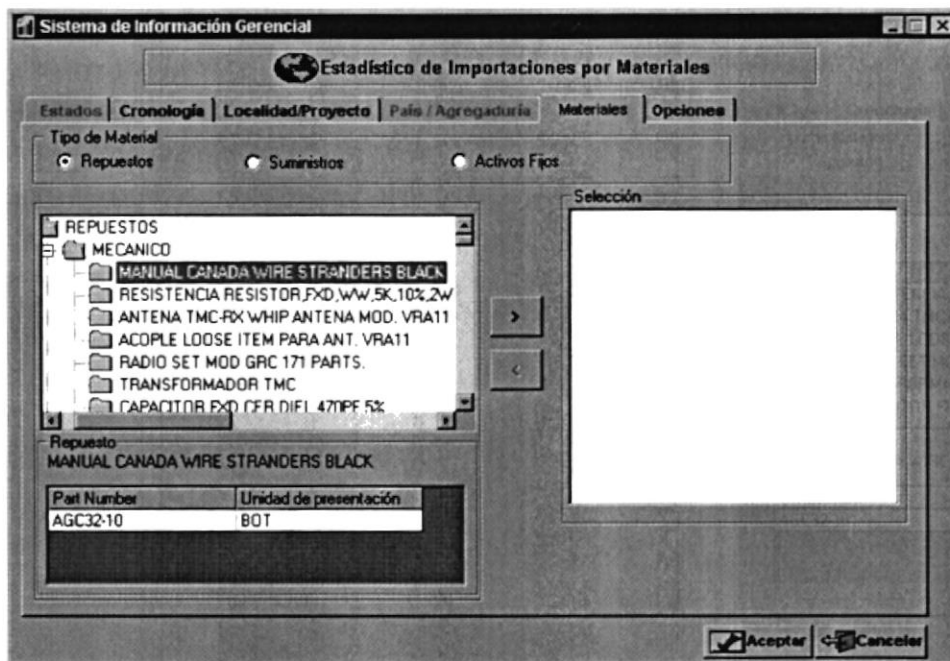 Sistema de Información Gerencial
Estadístico de Importaciones por Materiales
Estados Cronología Localidad/Proyecto País / Agregaduría Materiales Opciones
Tipo de Material
Repuestos Suministros Activos Fijos
Selección
REPUESTOS
MECANICO
MANUAL CANADA WIRE STRANDERS BLACK
RESISTENCIA RESISTOR,FXD,WW,5K,10%,2W
ANTENA TMC-RX WHIP ANTENA MOD. VRA11
ACOPLE LOOSE ITEM PARA ANT. VRA11
RADIO SET MOD GRC 171 PARTS.
TRANSFORMADOR TMC
CAPACITOR FXD CER DIEL 470PF 5%
>
<
Repuesto
MANUAL CANADA WIRE STRANDERS BLACK
Part Number Unidad de presentación
AGC32-10 BOT
Aceptar Cancelar